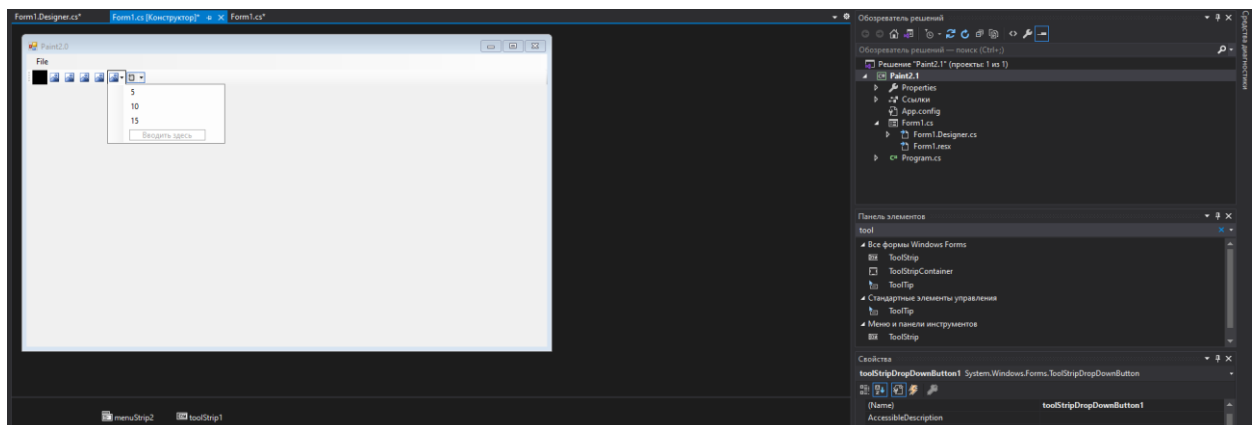 Form1.Designer.cs*
Form1.cs [Конструктор]*
Form1.cs*
Paint2.0
File
5
10
15
Вводить здесь
menuStrip2
toolStrip1
Обозреватель решений
Обозреватель решений — поиск (Ctrl+;)
Решение "Paint2.1" (проекты: 1 из 1)
Paint2.1
Properties
Ссылки
App.config
Form1.cs
Form1.Designer.cs
Form1.resx
C# Program.cs
Панель элементов
tool
Все формы Windows Forms
ToolStrip
ToolStripContainer
ToolTip
Стандартные элементы управления
ToolTip
Меню и панели инструментов
ToolStrip
Свойства
toolStripDropDownButton1 System.Windows.Forms.ToolStripDropDownButton
(Name) toolStripDropDownButton1
AccessibleDescription
Средства диагностики